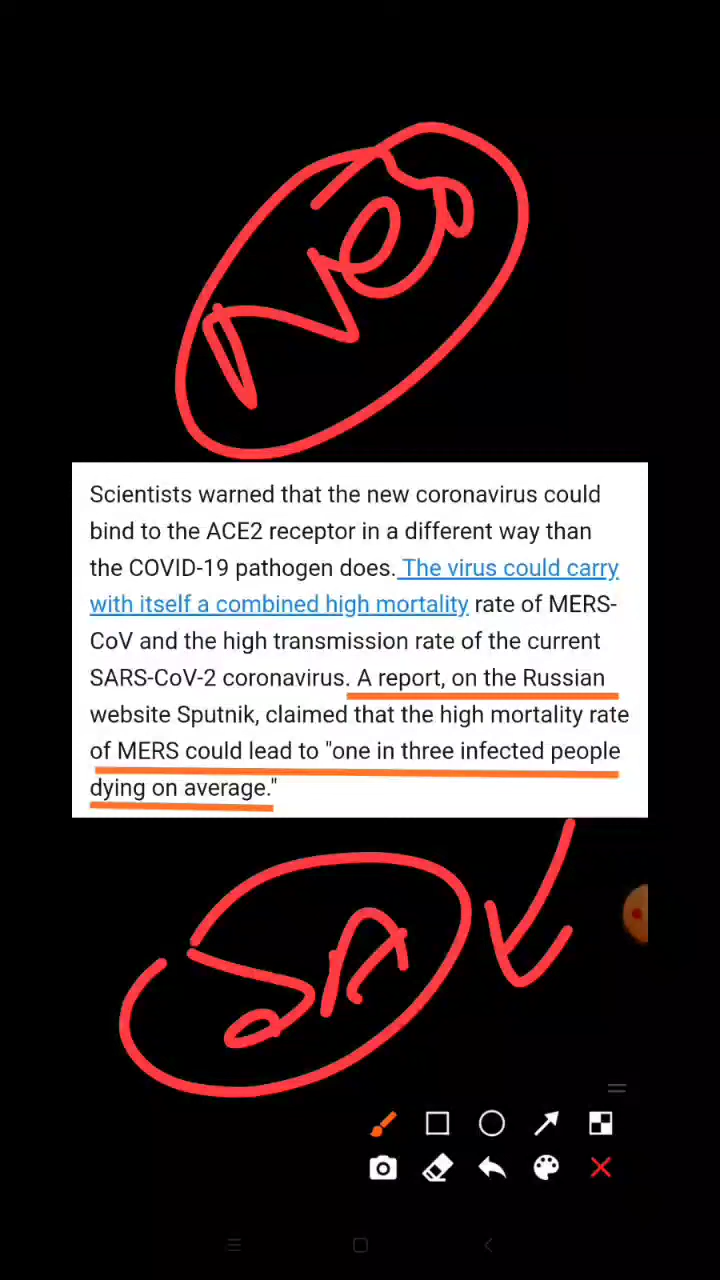 Neo
Scientists warned that the new coronavirus could
bind to the ACE2 receptor in a different way than
the COVID-19 pathogen does. The virus could carry
with itself a combined high mortality rate of MERS-
CoV and the high transmission rate of the current
SARS-CoV-2 coronavirus. A report, on the Russian
website Sputnik, claimed that the high mortality rate
of MERS could lead to "one in three infected people
dying on average."
SA